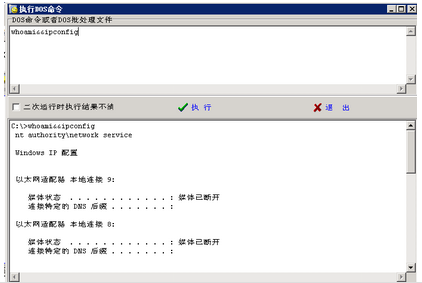 执行DOS命令
DOS命令或者DOS批处理文件
whoami&&ipconfig
二次运行时执行结果不清
执 行
退 出
C:\>whoami&&ipconfig
nt authority\network service
Windows IP 配置
以太网适配器 本地连接 9:
媒体状态 . . . . . . . . . . . . : 媒体已断开
连接特定的 DNS 后缀 . . . . . . . :
以太网适配器 本地连接 8:
媒体状态 . . . . . . . . . . . . : 媒体已断开
连接特定的 DNS 后缀 . . . . . . . :